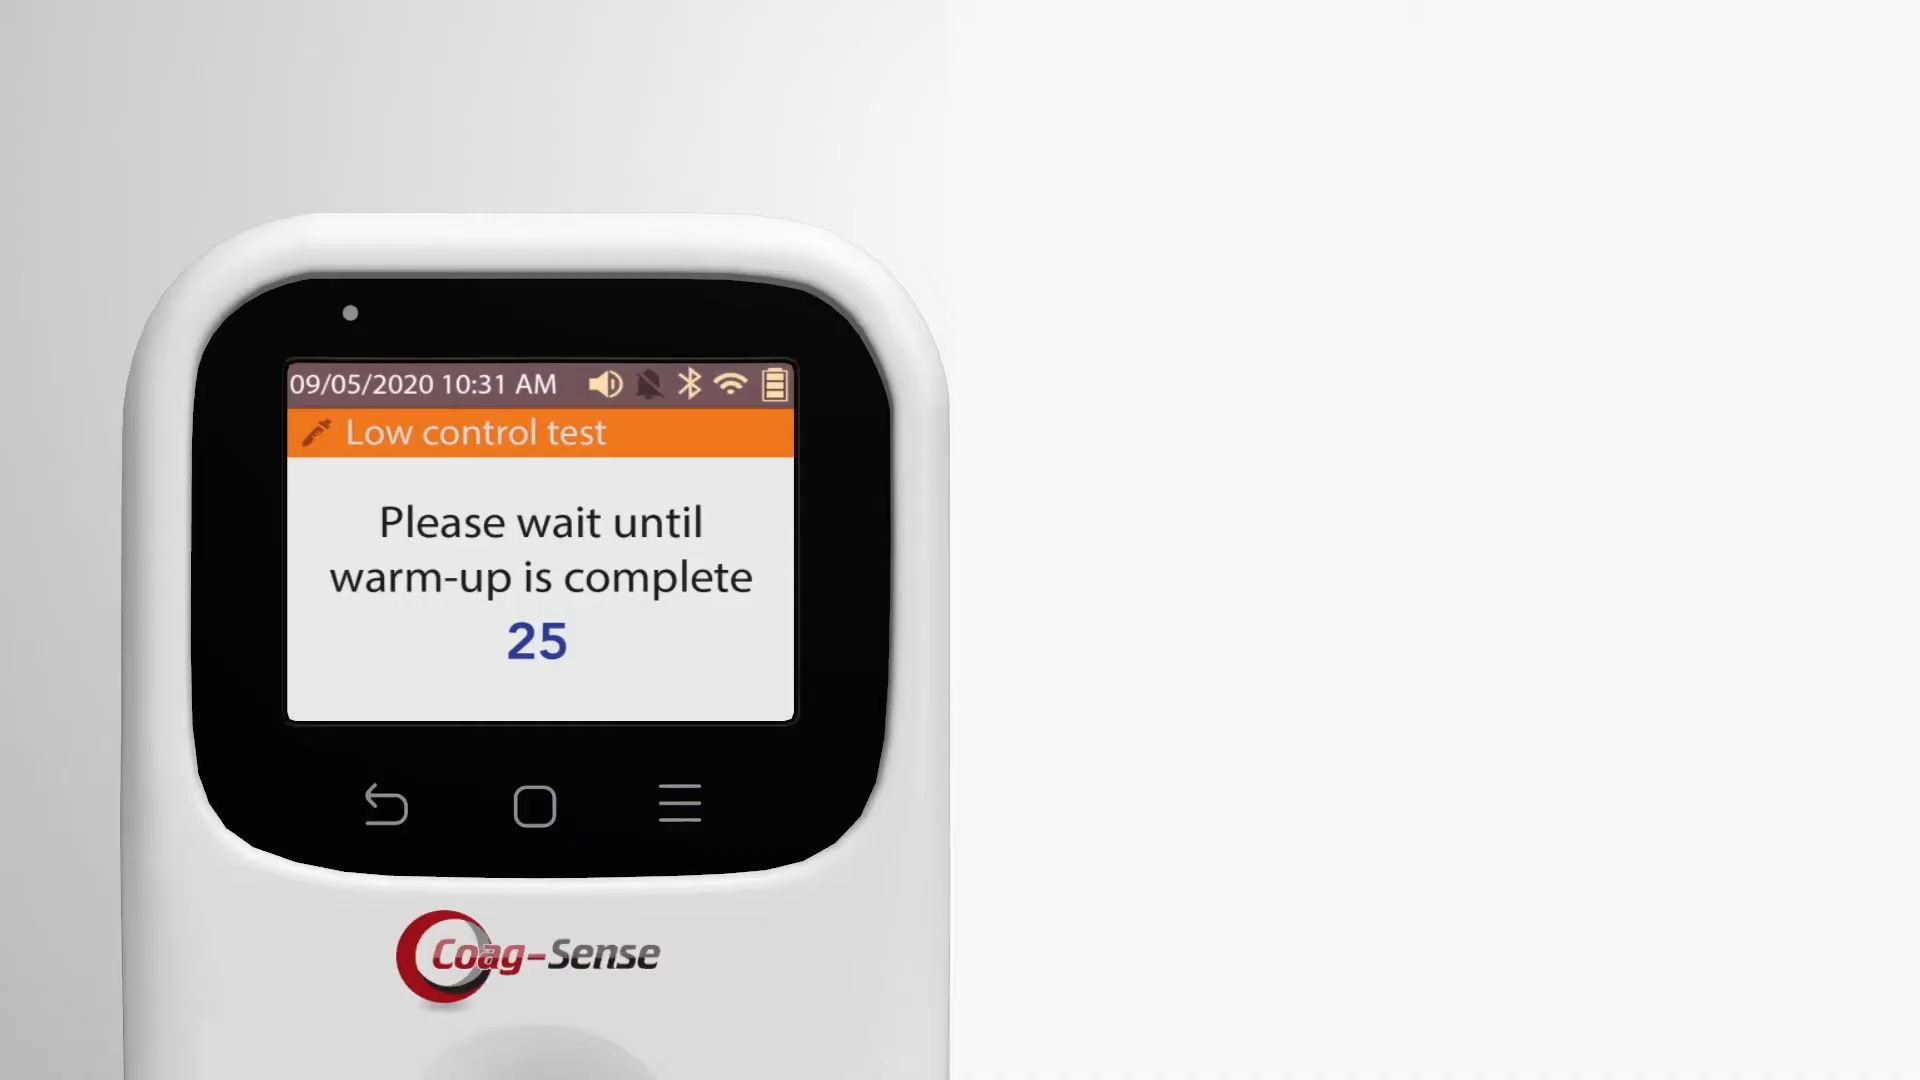 09/05/2020 10:31 AM
Low control test
Please wait until
warm-up is complete
25
Coag-Sense